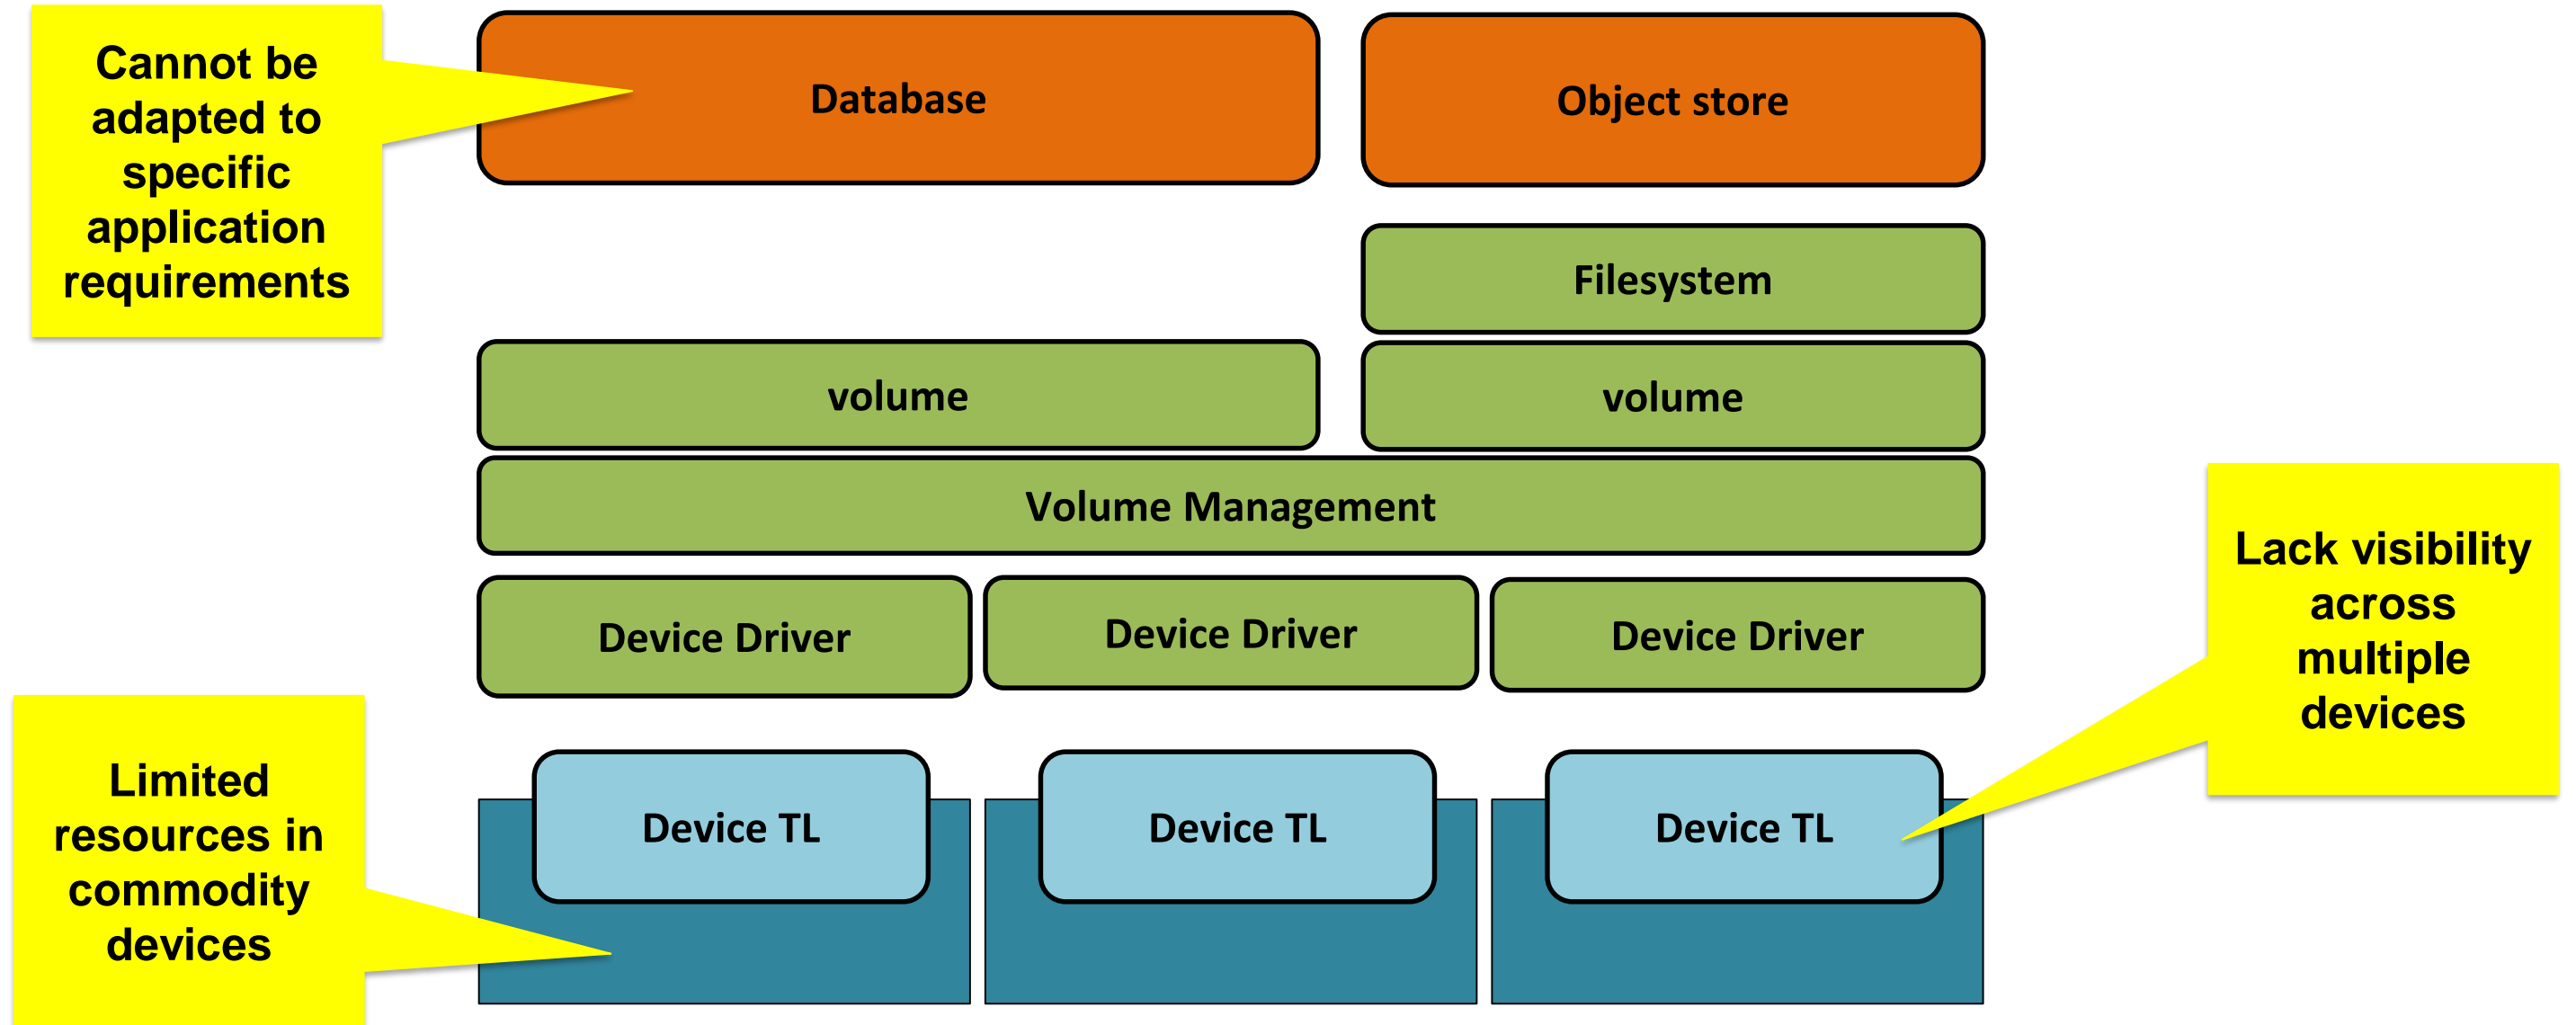 Cannot be
adapted to
specific
application
requirements
Database
Object store
Filesystem
volume
volume
Volume Management
Device Driver
Device Driver
Device Driver
Lack visibility
across
multiple
devices
Limited
resources in
commodity
devices
Device TL
Device TL
Device TL